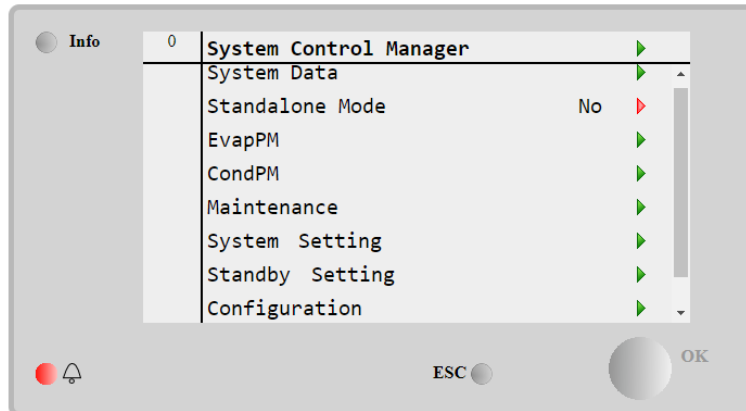 Info
0 System Control Manager
System Data
Standalone Mode No
EvapPM
CondPM
Maintenance
System Setting
Standby Setting
Configuration
ESC
OK